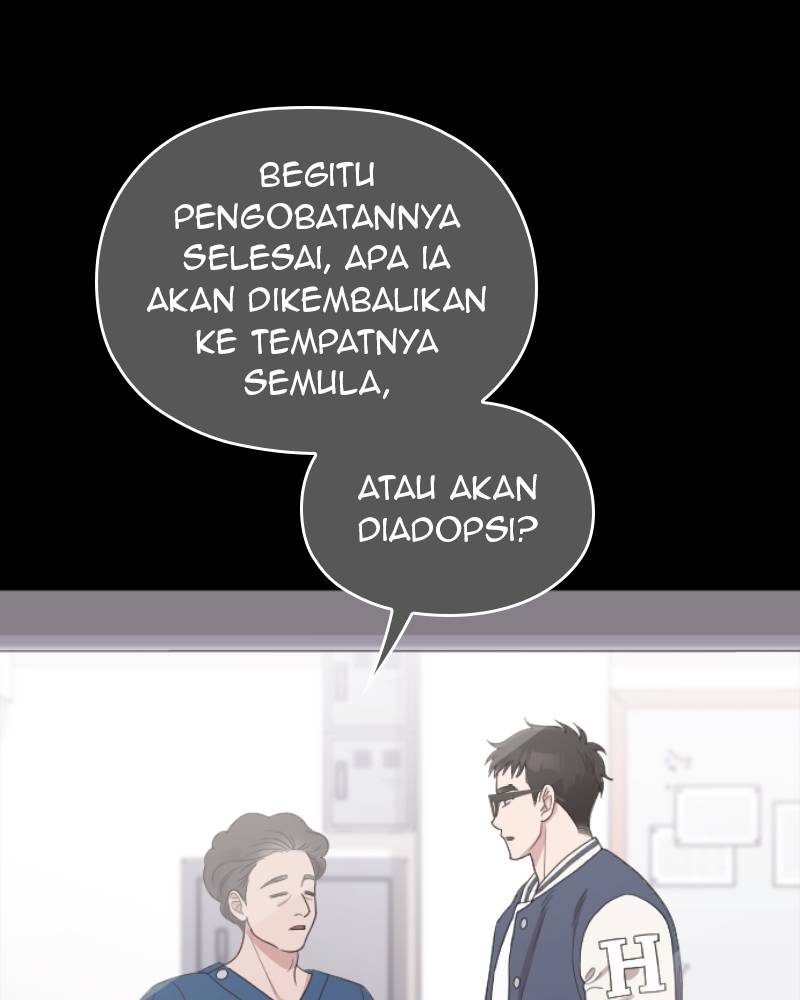 BEGITU
PENGOBATANNYA
SELESAI, APA IA
AKAN DIKEMBALIKAN
KE TEMPATNYA
SEMULA,
ATAU AKAN
DIADOPSI?
H